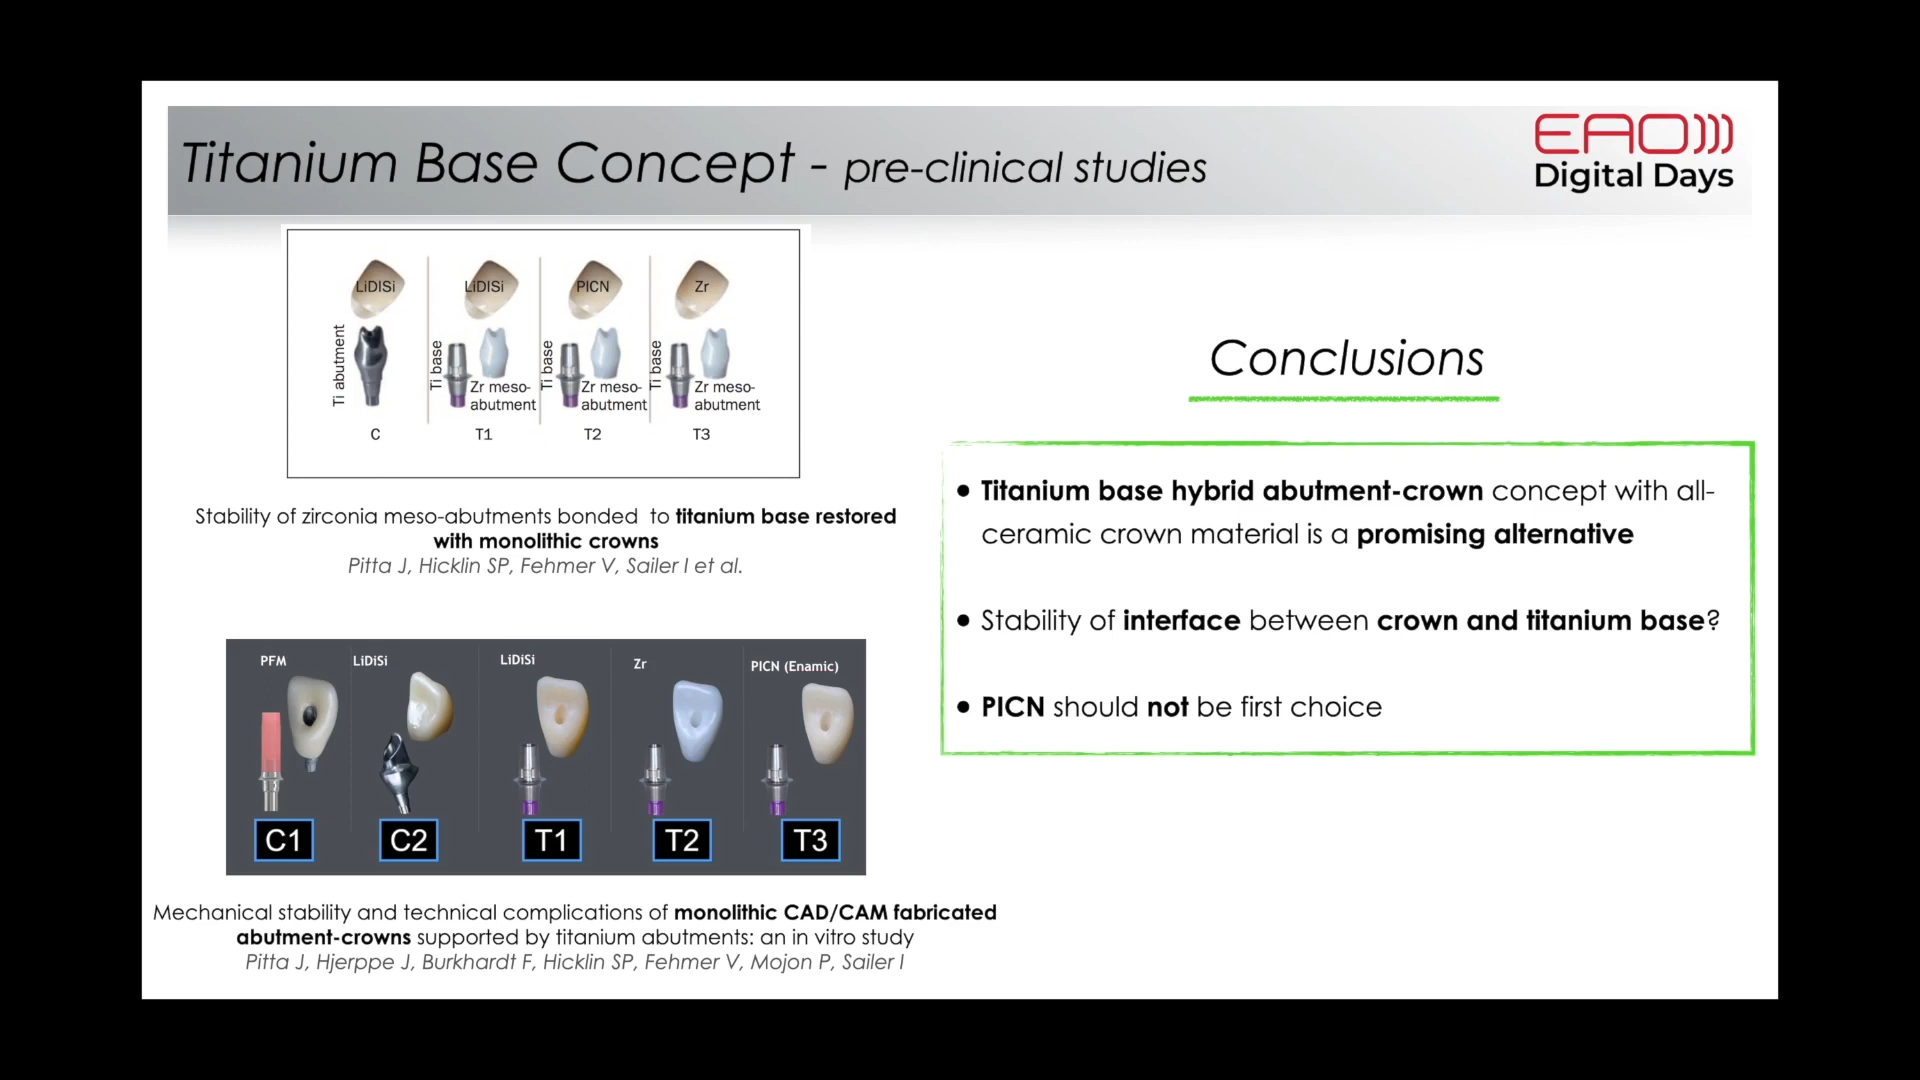 Titanium Base Concept - pre-clinical studies
EAO)))
Digital Days
LiDISi
LiDISi
PICN
Zr
Ti abutment
Ti base
Ti base
Ti base
Zr meso-
abutment
Zr meso-
abutment
Zr meso-
abutment
C
T1
T2
T3
Stability of zirconia meso-abutments bonded to titanium base restored
with monolithic crowns
Pitta J, Hicklin SP, Fehmer V, Sailer I et al.
PFM
LiDiSi
LiDiSi
Zr
PICN (Enamic)
C1
C2
T1
T2
T3
Mechanical stability and technical complications of monolithic CAD/CAM fabricated
abutment-crowns supported by titanium abutments: an in vitro study
Pitta J, Hjerppe J, Burkhardt F, Hicklin SP, Fehmer V, Mojon P, Sailer I
Conclusions
● Titanium base hybrid abutment-crown concept with all-
ceramic crown material is a promising alternative
● Stability of interface between crown and titanium base?
● PICN should not be first choice